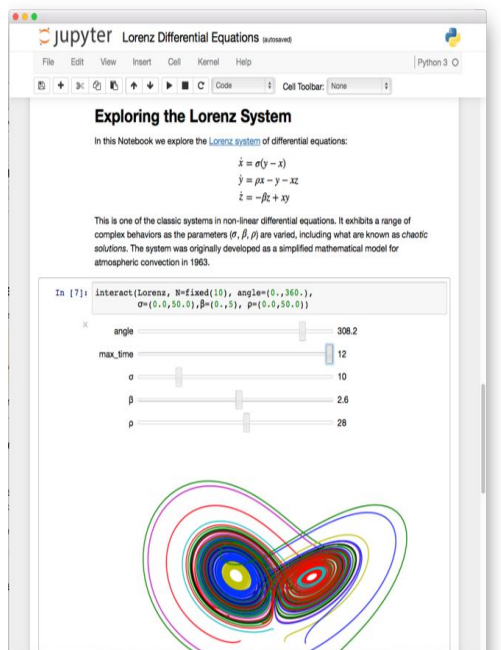 jupyter Lorenz Differential Equations (autosaved)
File Edit View Insert Cell Kernel Help Python 3 O
Code Cell Toolbar: None
Exploring the Lorenz System
In this Notebook we explore the Lorenz system of differential equations:
ẋ = σ(y − x)
ẏ = ρx − y − xz
ż = −βz + xy
This is one of the classic systems in non-linear differential equations. It exhibits a range of
complex behaviors as the parameters (σ, β, ρ) are varied, including what are known as chaotic
solutions. The system was originally developed as a simplified mathematical model for
atmospheric convection in 1963.
In [7]: interact(Lorenz, N=fixed(10), angle=(0.,360.),
σ=(0.0,50.0),β=(0.,5), ρ=(0.0,50.0))
angle 308.2
max_time 12
σ 10
β 2.6
ρ 28